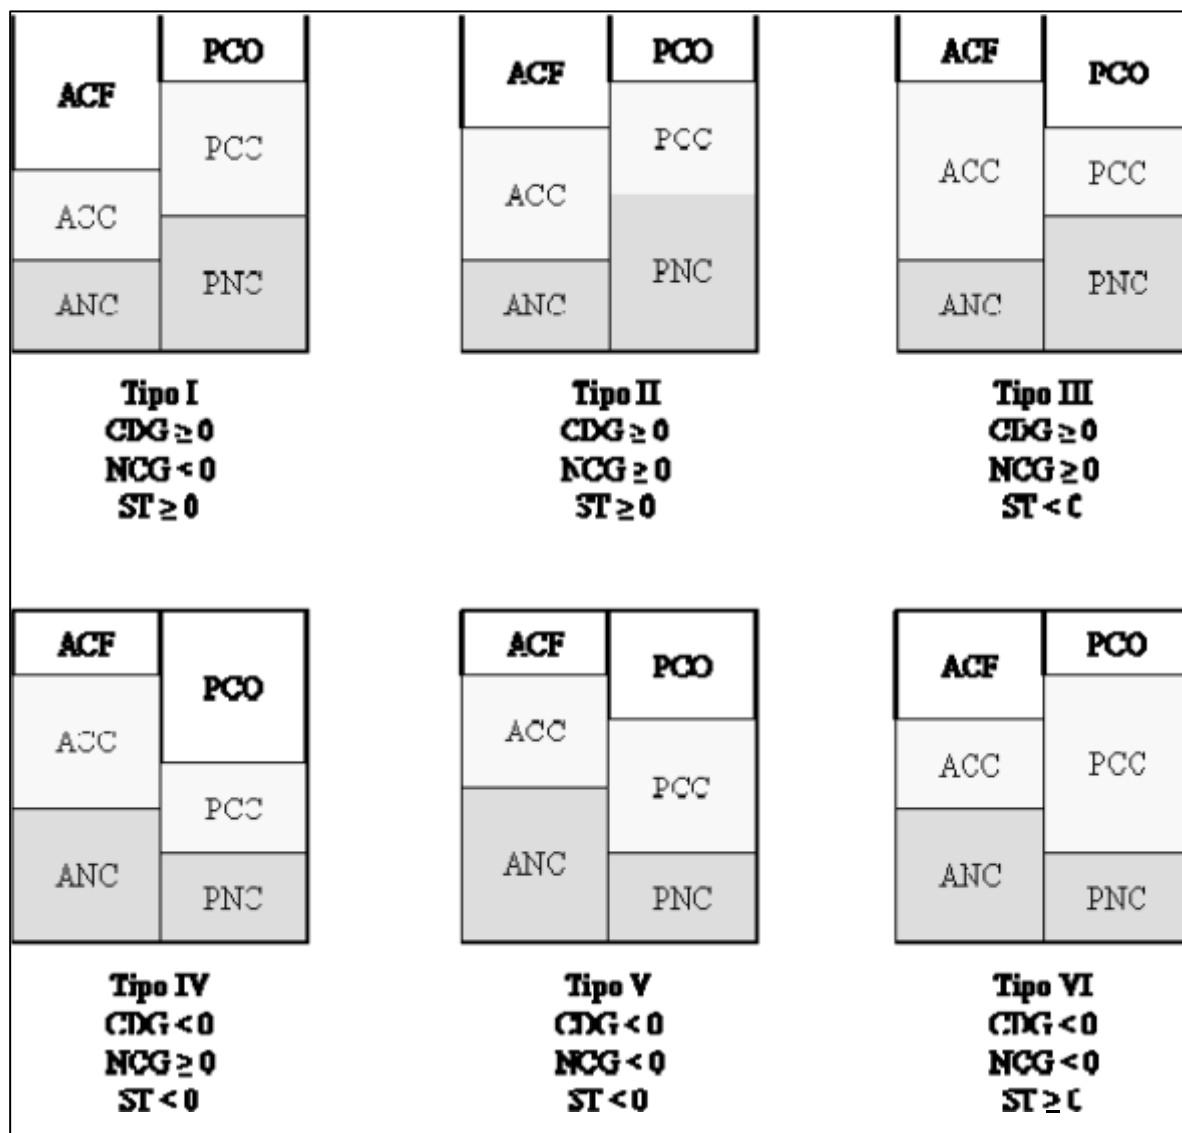 ACF PCO
PCC
ACC
ANC PNC
Tipo I
CDG ≥ 0
NCG < 0
ST ≥ 0
ACF PCO
PCC
ACC
ANC PNC
Tipo II
CDG ≥ 0
NCG ≥ 0
ST ≥ 0
ACF PCO
ACC PCC
ANC PNC
Tipo III
CDG ≥ 0
NCG ≥ 0
ST < 0
ACF PCO
ACC
PCC
ANC PNC
Tipo IV
CDG < 0
NCG ≥ 0
ST < 0
ACF PCO
ACC
PCC
ANC PNC
Tipo V
CDG < 0
NCG < 0
ST < 0
ACF PCO
ACC PCC
ANC PNC
Tipo VI
CDG < 0
NCG < 0
ST ≥ 0